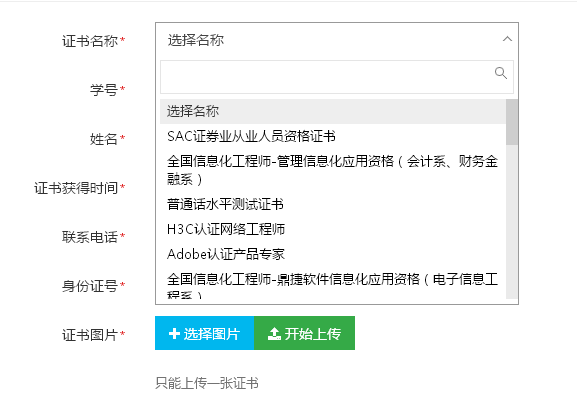 证书名称*
选择名称
学号*
选择名称
姓名*
SAC证券业从业人员资格证书
全国信息化工程师-管理信息化应用资格（会计系、财务金
融系）
证书获得时间*
普通话水平测试证书
H3C认证网络工程师
联系电话*
Adobe认证产品专家
身份证号*
全国信息化工程师-鼎捷软件信息化应用资格（电子信息工
程系）
证书图片*
选择图片
开始上传
只能上传一张证书